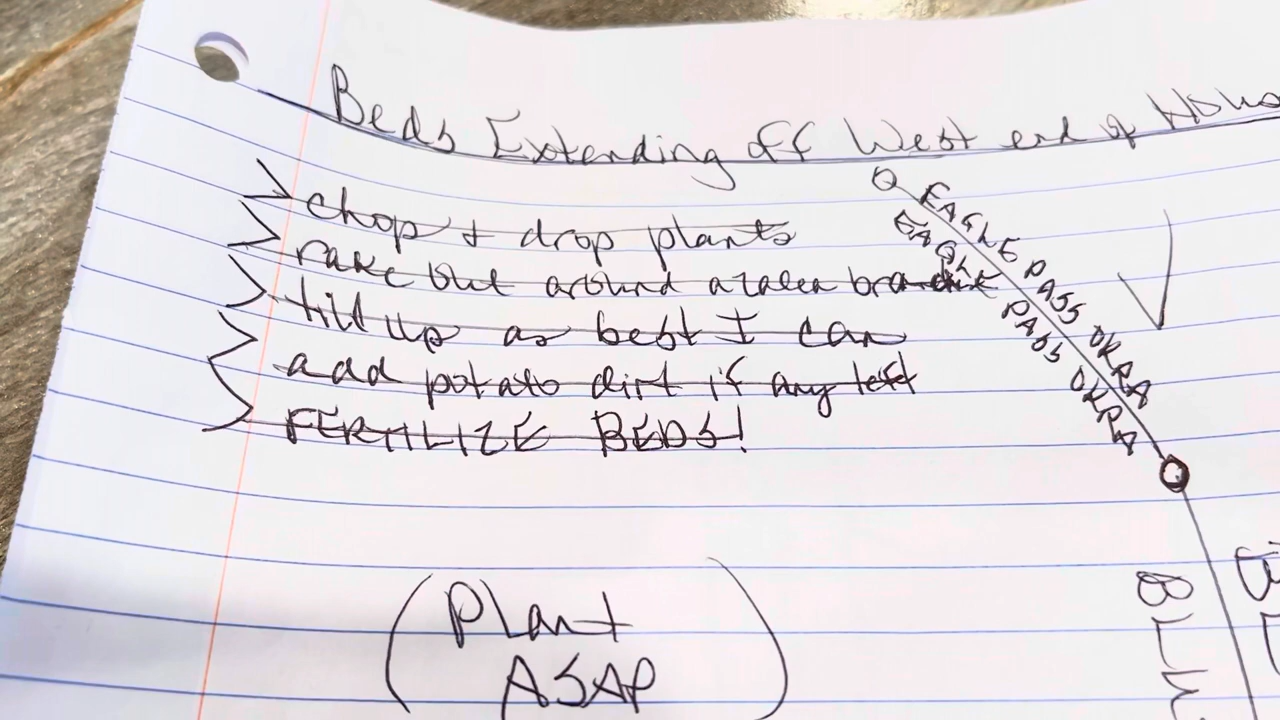 Beds Extending off West end of
chop + drop plants
rake out around azalea
till up as best I can
add potato dirt if any left
FERTILIZE BEDS!
EAGLE PASS OKRA
EAGLE PASS OKRA
(Plant
ASAP)